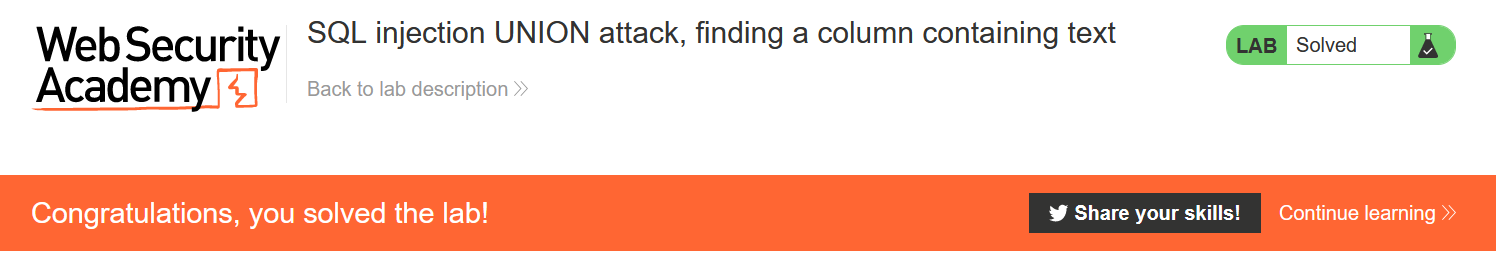 Web Security
Academy
SQL injection UNION attack, finding a column containing text
Back to lab description
LAB Solved
Congratulations, you solved the lab!
Share your skills!
Continue learning